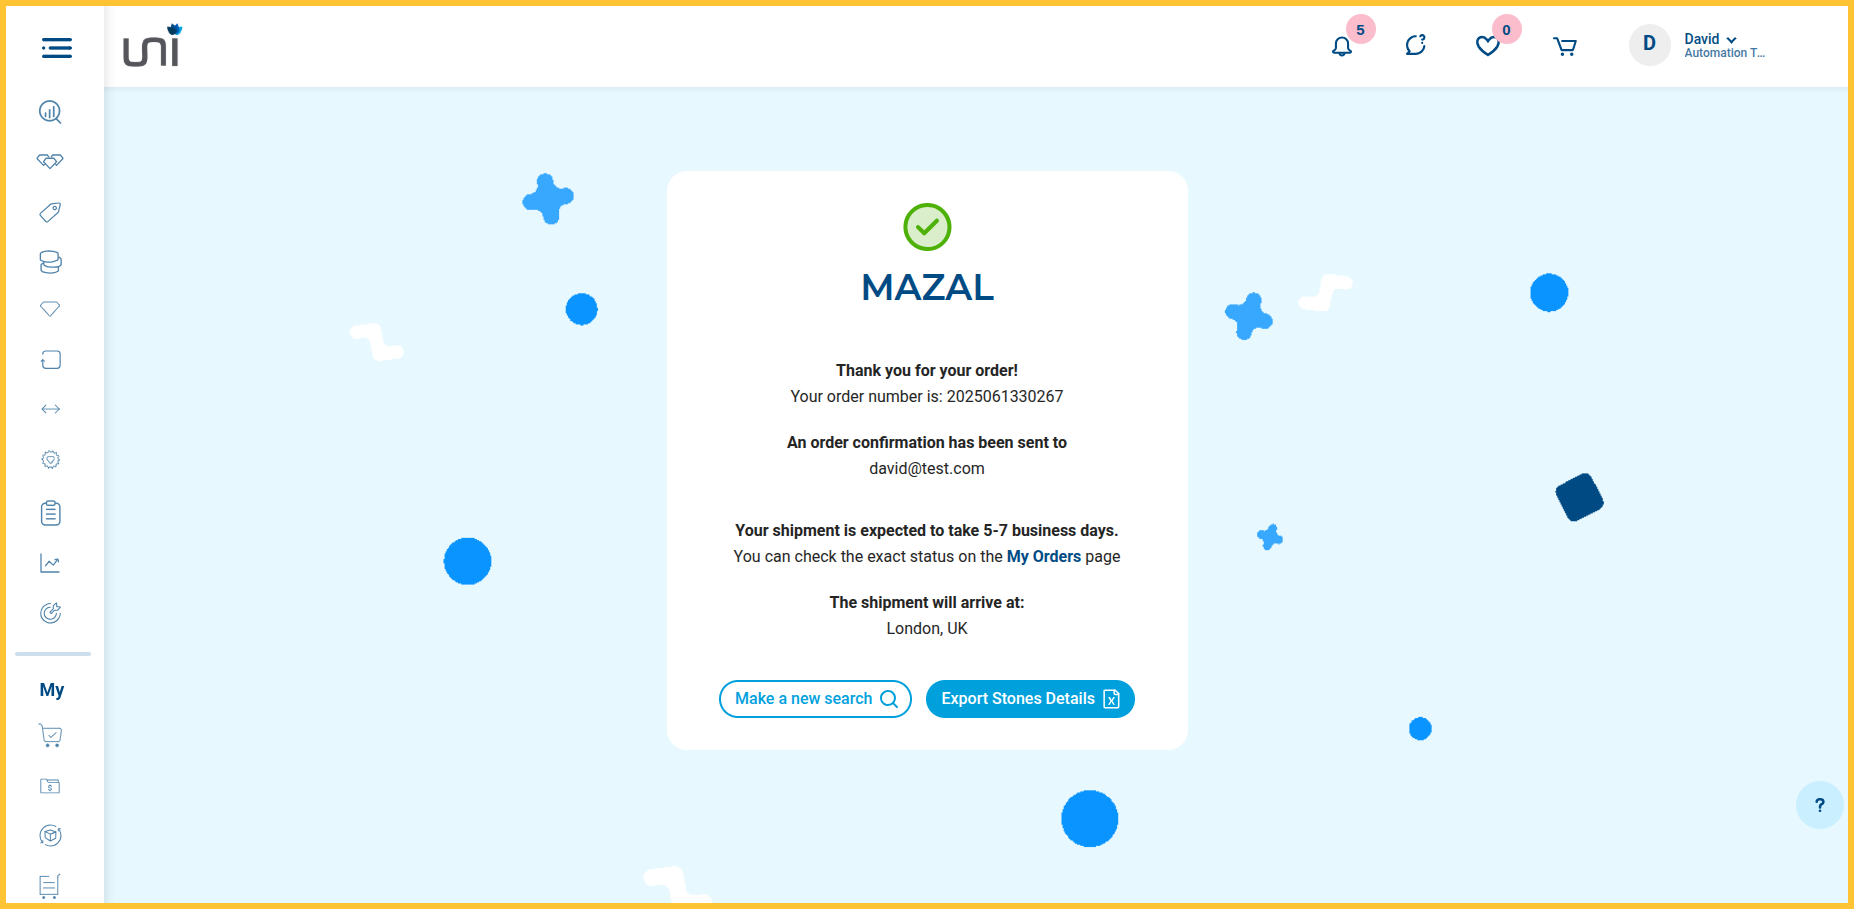 uni
5
0
D
David
Automation T...
MAZAL
Thank you for your order!
Your order number is: 2025061330267
An order confirmation has been sent to
david@test.com
Your shipment is expected to take 5-7 business days.
You can check the exact status on the My Orders page
The shipment will arrive at:
London, UK
Make a new search
Export Stones Details
My
?